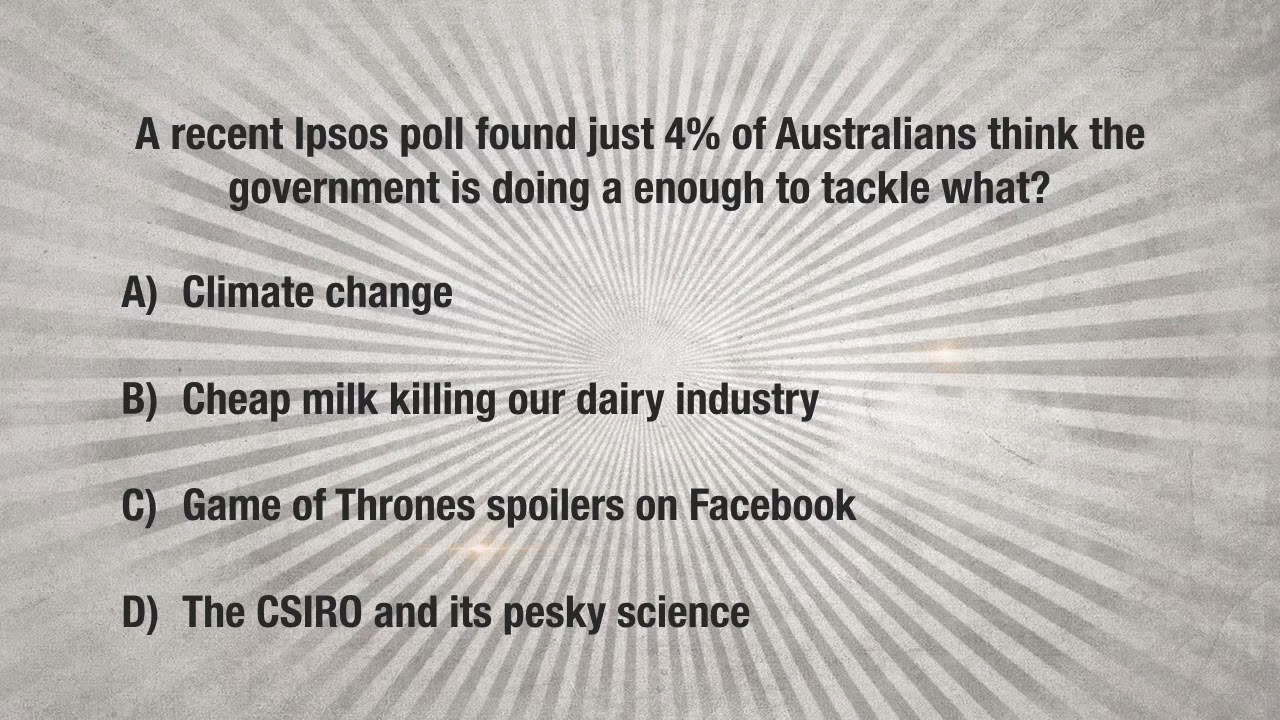 A recent Ipsos poll found just 4% of Australians think the
government is doing a enough to tackle what?
A) Climate change
B) Cheap milk killing our dairy industry
C) Game of Thrones spoilers on Facebook
D) The CSIRO and its pesky science